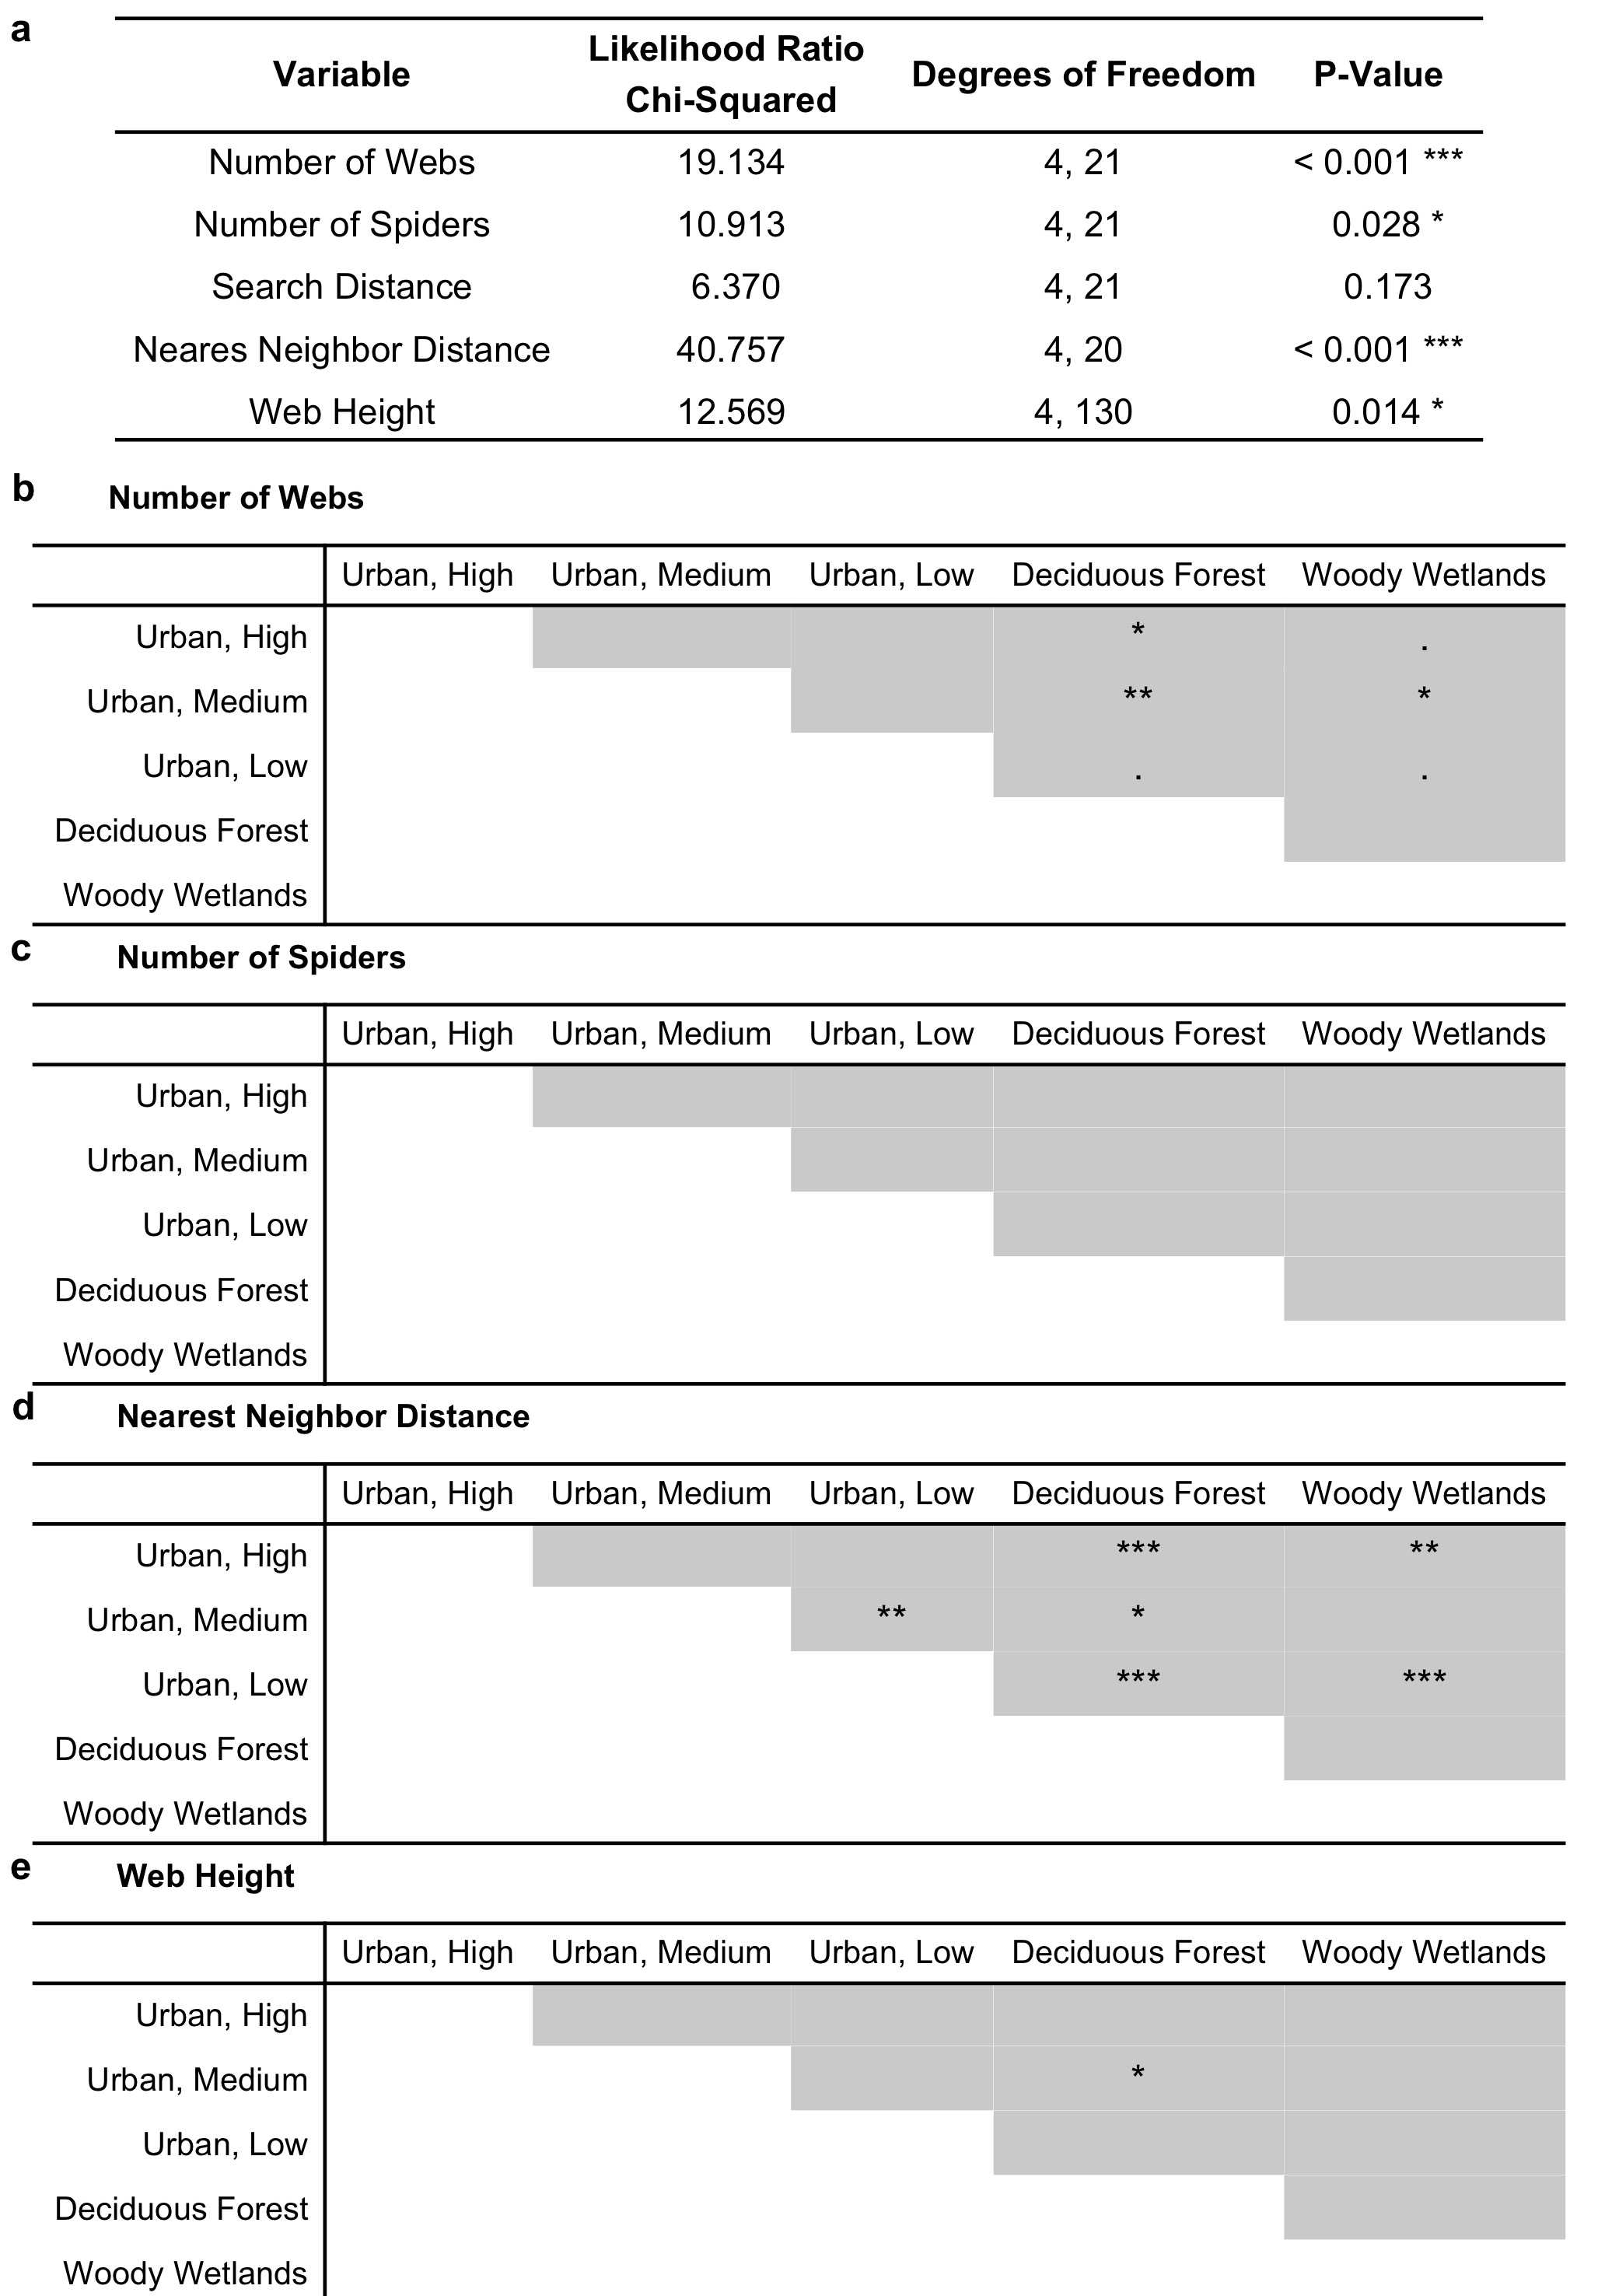 a
Variable Likelihood Ratio Chi-Squared Degrees of Freedom P-Value
Number of Webs 19.134 4, 21 < 0.001 ***
Number of Spiders 10.913 4, 21 0.028 *
Search Distance 6.370 4, 21 0.173
Neares Neighbor Distance 40.757 4, 20 < 0.001 ***
Web Height 12.569 4, 130 0.014 *
b Number of Webs
Urban, High Urban, Medium Urban, Low Deciduous Forest Woody Wetlands
Urban, High * .
Urban, Medium ** *
Urban, Low . .
Deciduous Forest
Woody Wetlands
c Number of Spiders
Urban, High Urban, Medium Urban, Low Deciduous Forest Woody Wetlands
Urban, High
Urban, Medium
Urban, Low
Deciduous Forest
Woody Wetlands
d Nearest Neighbor Distance
Urban, High Urban, Medium Urban, Low Deciduous Forest Woody Wetlands
Urban, High *** **
Urban, Medium ** *
Urban, Low *** ***
Deciduous Forest
Woody Wetlands
e Web Height
Urban, High Urban, Medium Urban, Low Deciduous Forest Woody Wetlands
Urban, High
Urban, Medium *
Urban, Low
Deciduous Forest
Woody Wetlands